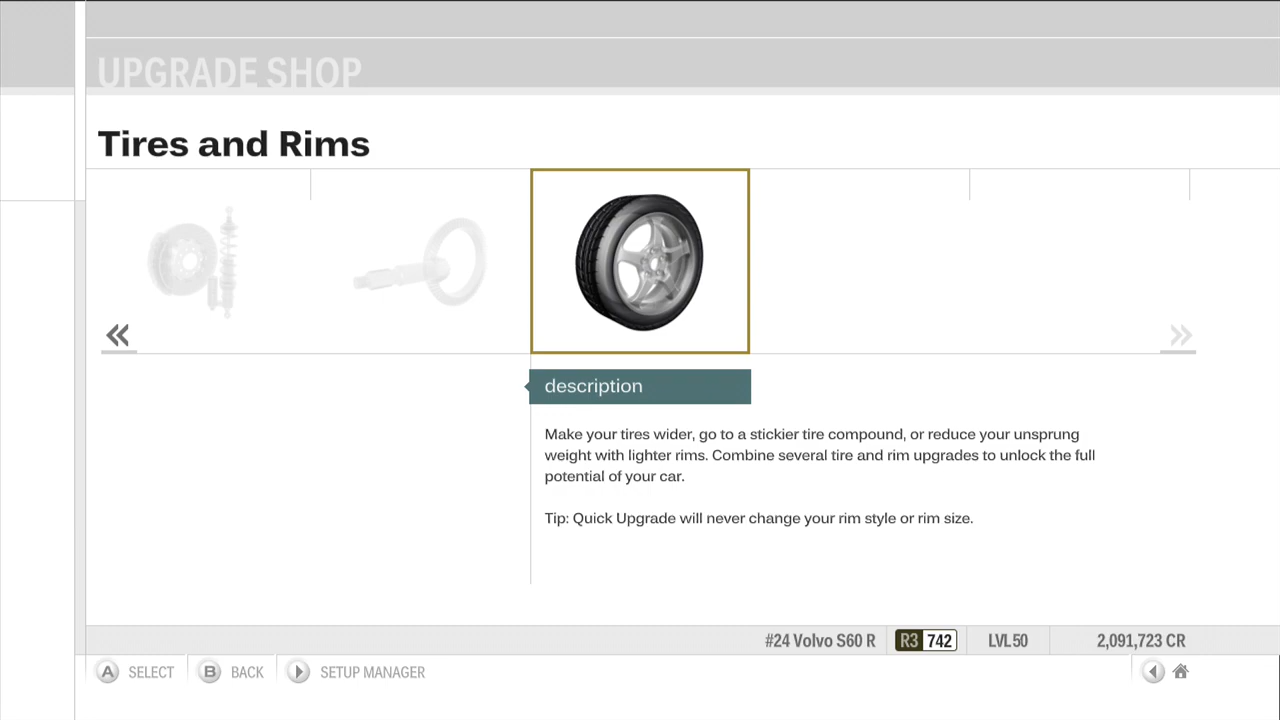 UPGRADE SHOP
Tires and Rims
description
Make your tires wider, go to a stickier tire compound, or reduce your unsprung
weight with lighter rims. Combine several tire and rim upgrades to unlock the full
potential of your car.
Tip: Quick Upgrade will never change your rim style or rim size.
#24 Volvo S60 R R3 742 LVL50 2,091,723 CR
A SELECT B BACK SETUP MANAGER